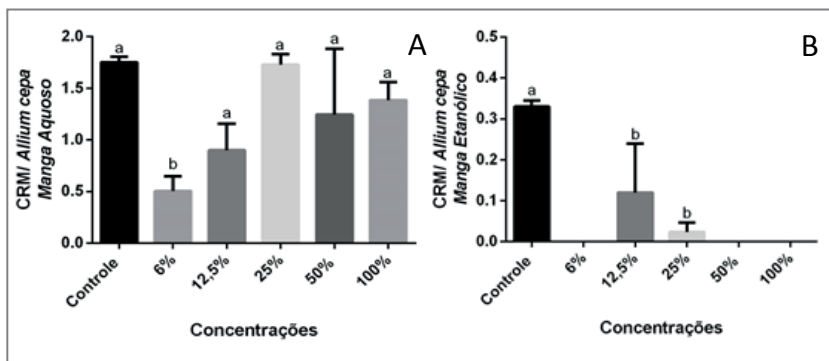 A
CRM/ Allium cepa
Manga Aquoso
2.0
1.5
1.0
0.5
0.0
a
b
a
a
a
a
Controle
6%
12,5%
25%
50%
100%
Concentrações
B
CRM/ Allium cepa
Manga Etanólico
0.5
0.4
0.3
0.2
0.1
0.0
a
b
b
Controle
6%
12,5%
25%
50%
100%
Concentrações